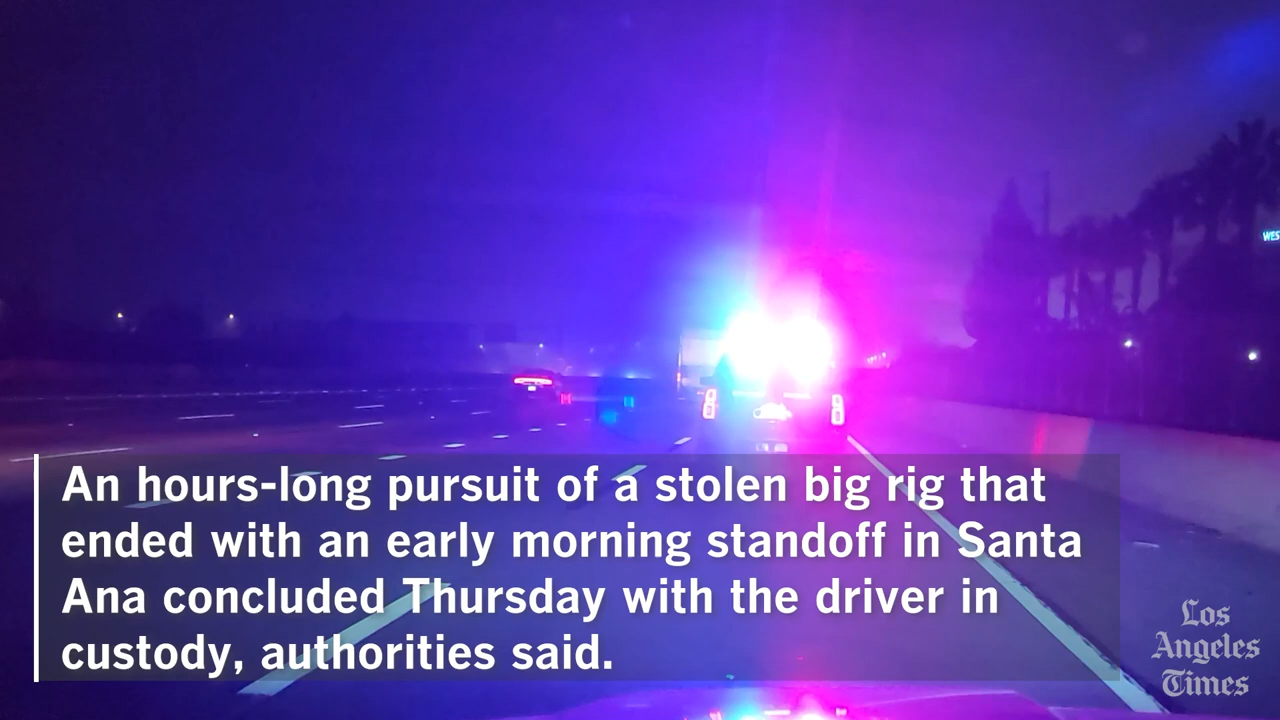 An hours-long pursuit of a stolen big rig that
ended with an early morning standoff in Santa
Ana concluded Thursday with the driver in
custody, authorities said.
Los
Angeles
Times